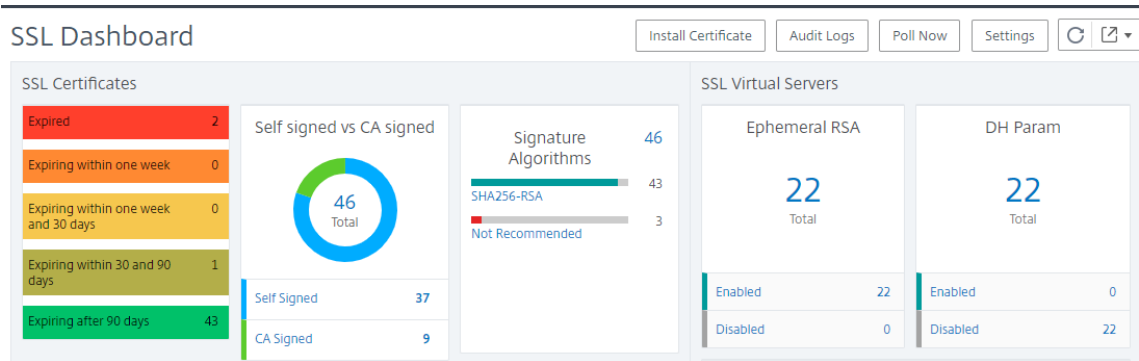 SSL Dashboard
Install Certificate
Audit Logs
Poll Now
Settings
SSL Certificates
Expired 2
Expiring within one week 0
Expiring within one week
and 30 days 0
Expiring within 30 and 90
days 1
Expiring after 90 days 43
Self signed vs CA signed
46
Total
Self Signed 37
CA Signed 9
Signature
Algorithms 46
43
SHA256-RSA
3
Not Recommended
SSL Virtual Servers
Ephemeral RSA
22
Total
Enabled 22
Disabled 0
DH Param
22
Total
Enabled 0
Disabled 22